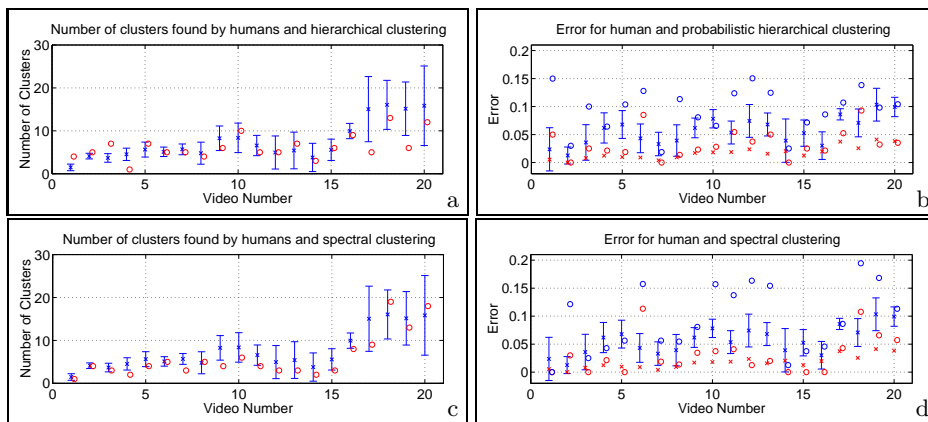 Number of clusters found by humans and hierarchical clustering
30
20
10
0
Number of Clusters
5
10
15
20
Video Number
a
Error for human and probabilistic hierarchical clustering
0.2
0.15
0.1
0.05
0
Error
0
5
10
15
20
Video Number
b
Number of clusters found by humans and spectral clustering
30
20
10
0
Number of Clusters
5
10
15
20
Video Number
c
Error for human and spectral clustering
0.2
0.15
0.1
0.05
0
Error
0
5
10
15
20
Video Number
d